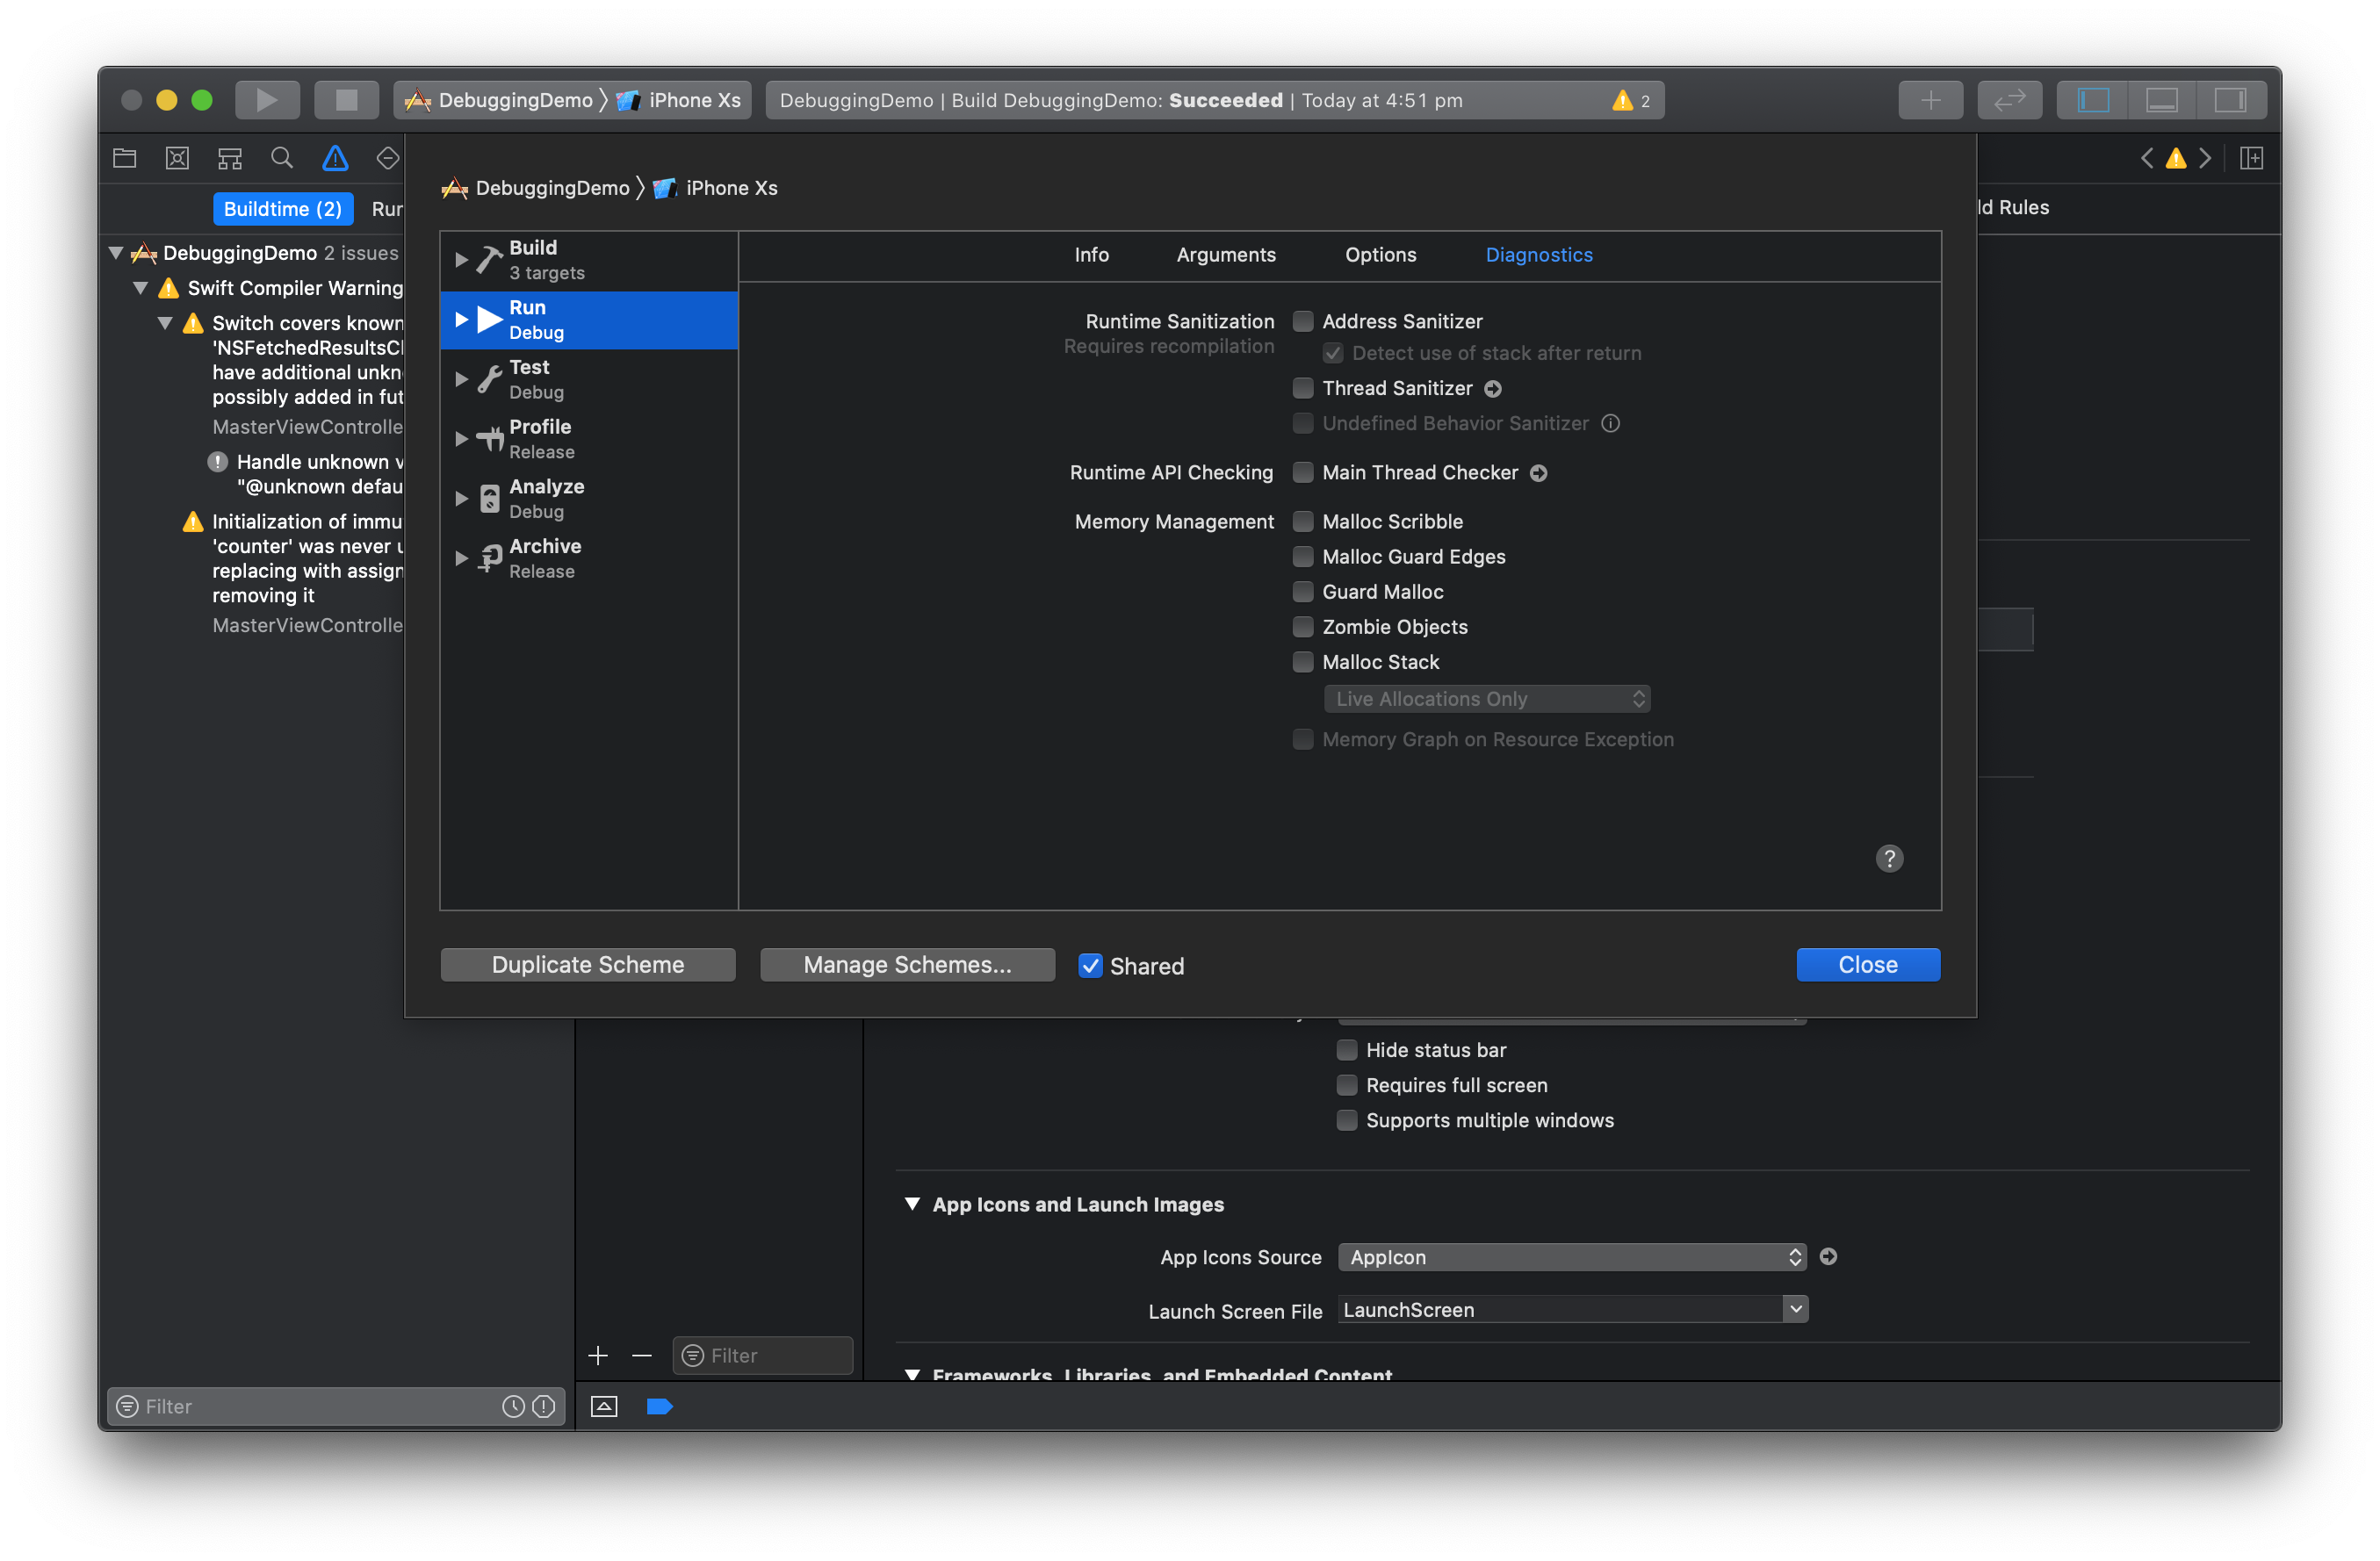 DebuggingDemo iPhone Xs
DebuggingDemo | Build DebuggingDemo: Succeeded | Today at 4:51 pm
2
Buildtime (2) Run
DebuggingDemo 2 issues
Swift Compiler Warning
Switch covers known
'NSFetchedResultsC
have additional unkn
possibly added in fut
MasterViewControlle
Handle unknown v
"@unknown defau
Initialization of immu
'counter' was never u
replacing with assign
removing it
MasterViewControlle
Filter
DebuggingDemo iPhone Xs
Build
3 targets
Run
Debug
Test
Debug
Profile
Release
Analyze
Debug
Archive
Release
Info Arguments Options Diagnostics
Runtime Sanitization
Requires recompilation
Address Sanitizer
Detect use of stack after return
Thread Sanitizer
Undefined Behavior Sanitizer
Runtime API Checking
Main Thread Checker
Memory Management
Malloc Scribble
Malloc Guard Edges
Guard Malloc
Zombie Objects
Malloc Stack
Live Allocations Only
Memory Graph on Resource Exception
?
Duplicate Scheme Manage Schemes... Shared Close
ld Rules
Hide status bar
Requires full screen
Supports multiple windows
App Icons and Launch Images
App Icons Source AppIcon
Launch Screen File LaunchScreen
Frameworks, Libraries, and Embedded Content
Filter